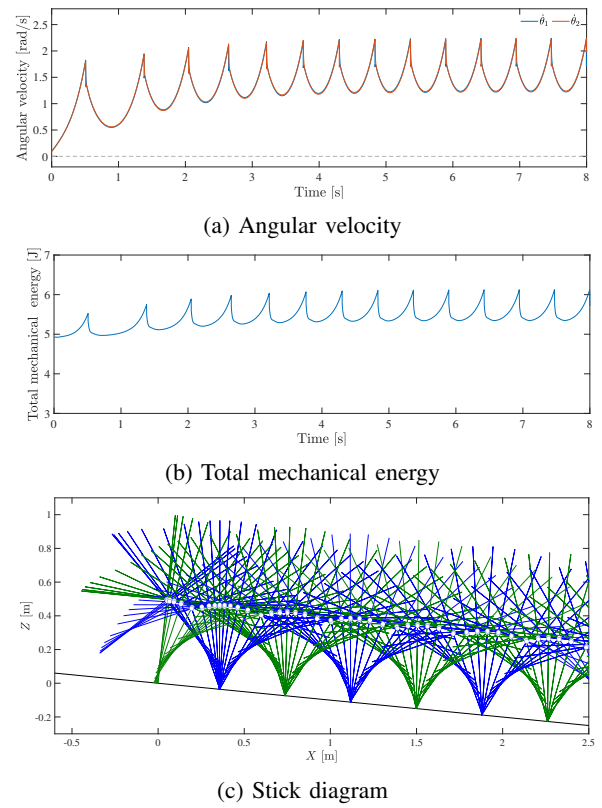 Angular velocity [rad/s]
2.5
2
1.5
1
0.5
0
θ̇₁ θ̇₂
0 1 2 3 4 5 6 7 8
Time [s]
(a) Angular velocity
Total mechanical energy [J]
7
6
5
4
3
0 1 2 3 4 5 6 7 8
Time [s]
(b) Total mechanical energy
Z [m]
1
0.8
0.6
0.4
0.2
0
-0.2
-0.5 0 0.5 1 1.5 2 2.5
X [m]
(c) Stick diagram